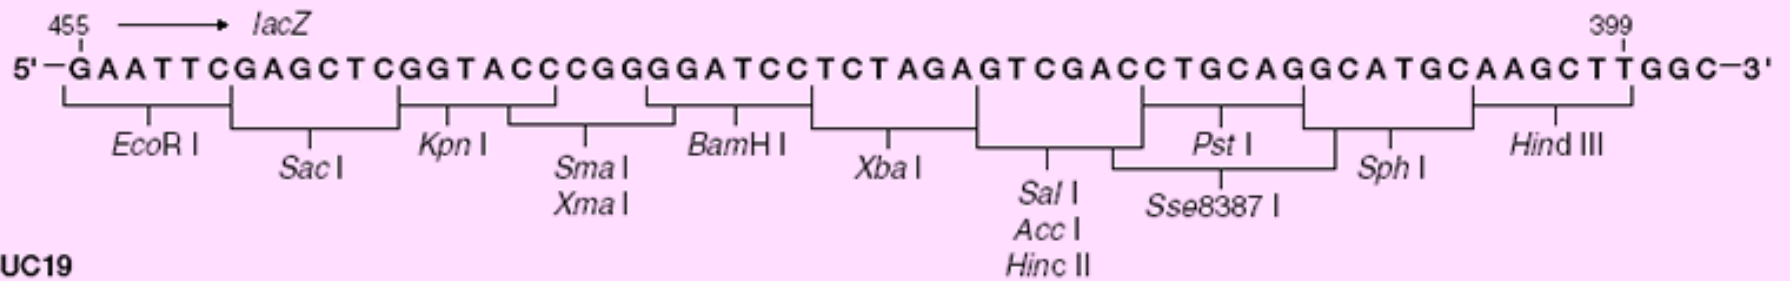 455 lacZ 399
5'–GAATTCGAGCTCGGTACCCGGGGATCCTCTAGAGTCGACCTGCAGGCATGCAAGCTTGGC–3'
EcoR I Kpn I BamH I Pst I Hind III
Sac I Sma I Xba I Sph I
Xma I Sal I Sse8387 I
Acc I
UC19 Hinc II